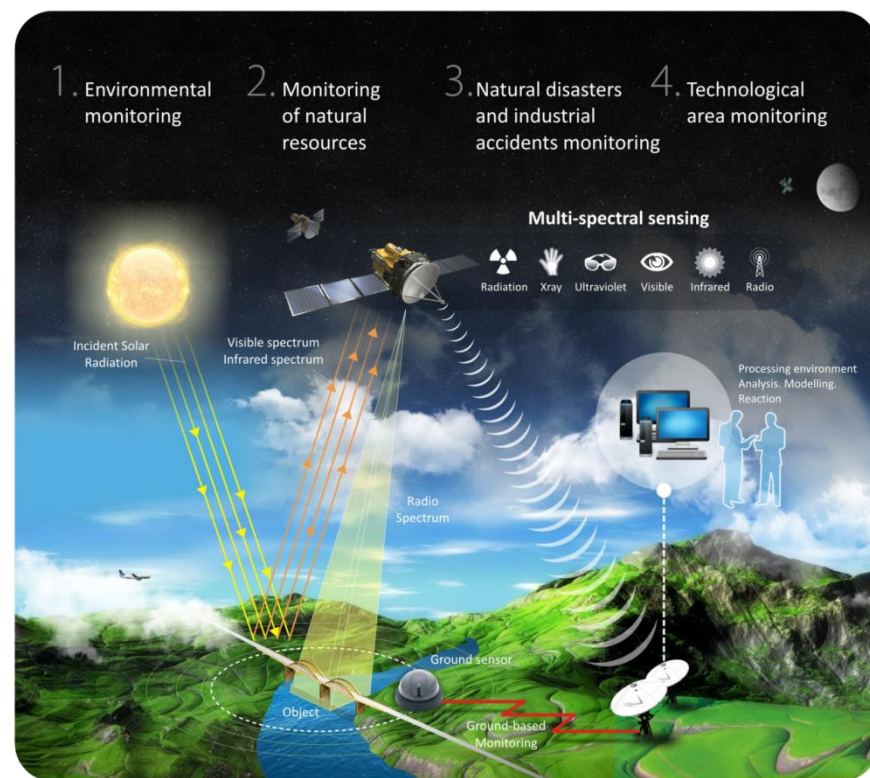 1. Environmental
monitoring
2. Monitoring
of natural
resources
3. Natural disasters
and industrial
accidents monitoring
4. Technological
area monitoring
Multi-spectral sensing
Radiation Xray Ultraviolet Visible Infrared Radio
Incident Solar
Radiation
Visible spectrum
Infrared spectrum
Processing environment
Analysis. Modelling.
Reaction
Radio
Spectrum
Ground sensor
Object
Ground-based
Monitoring